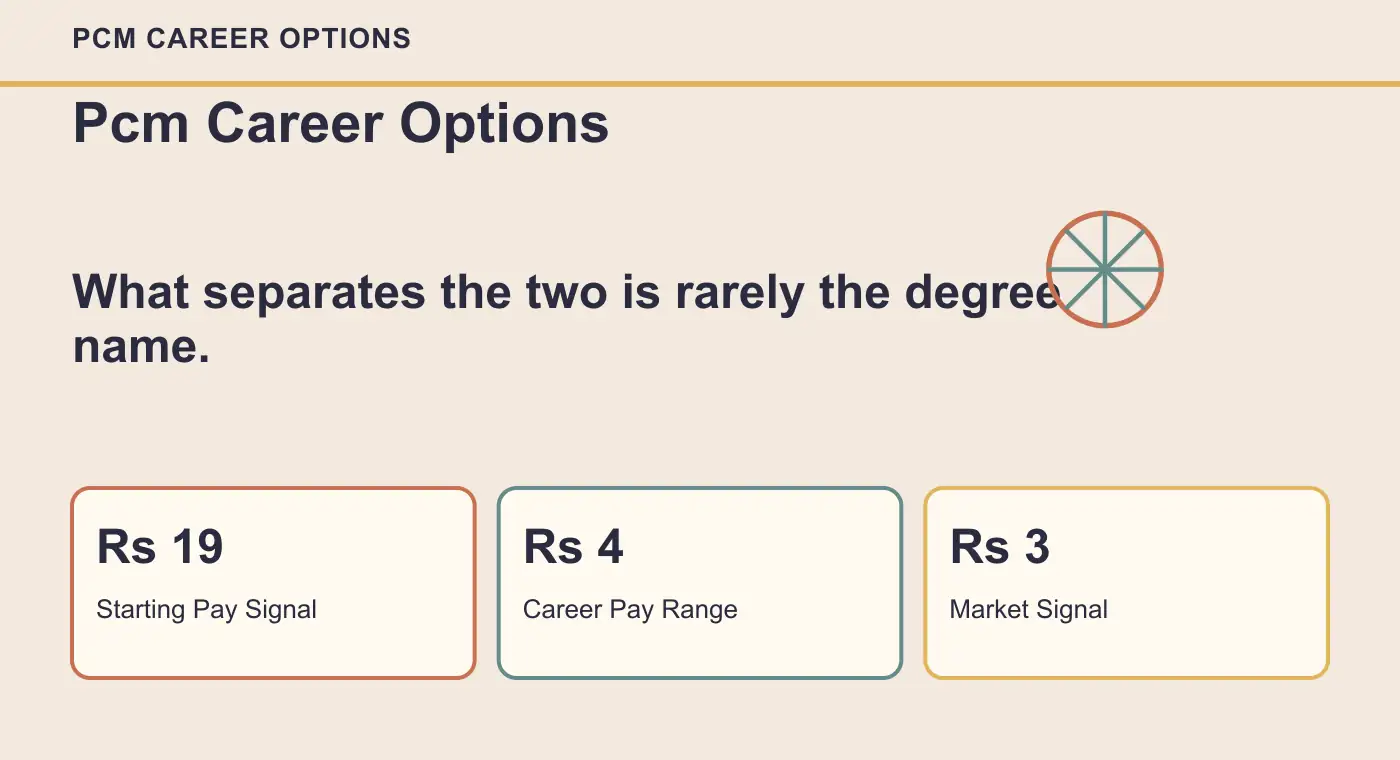 PCM CAREER OPTIONS
Pcm Career Options
What separates the two is rarely the degree
name.
Rs 19
Starting Pay Signal
Rs 4
Career Pay Range
Rs 3
Market Signal